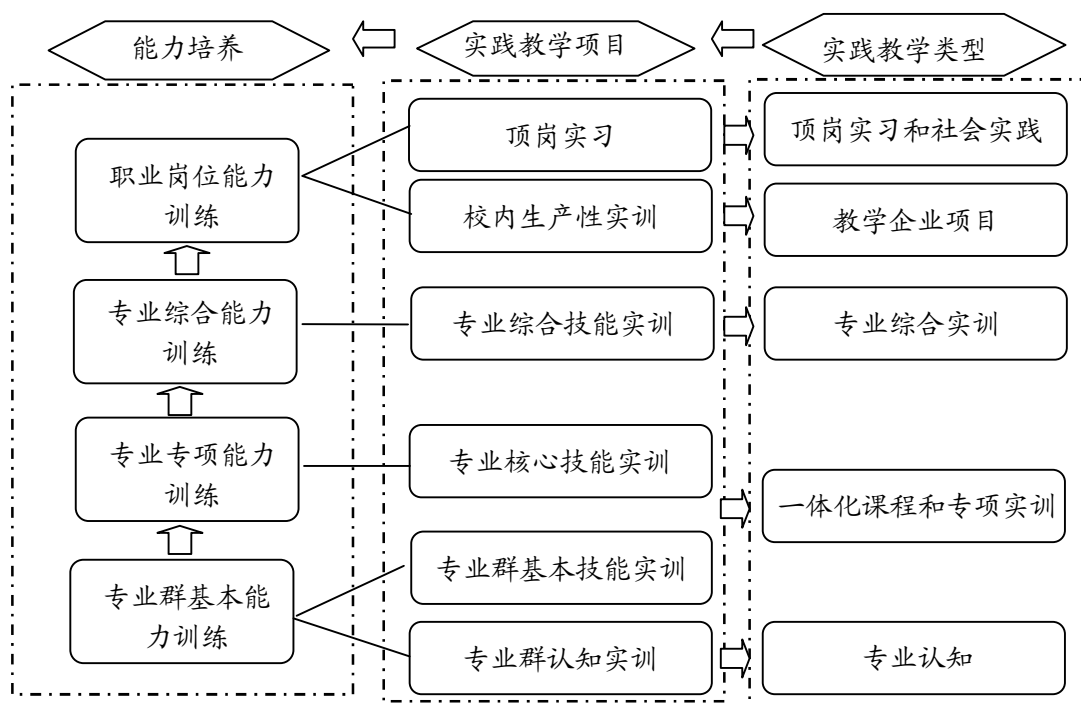 能力培养
实践教学项目
实践教学类型
职业岗位能力
训练
专业综合能力
训练
专业专项能力
训练
专业群基本能
力训练
顶岗实习
校内生产性实训
专业综合技能实训
专业核心技能实训
专业群基本技能实训
专业群认知实训
顶岗实习和社会实践
教学企业项目
专业综合实训
一体化课程和专项实训
专业认知